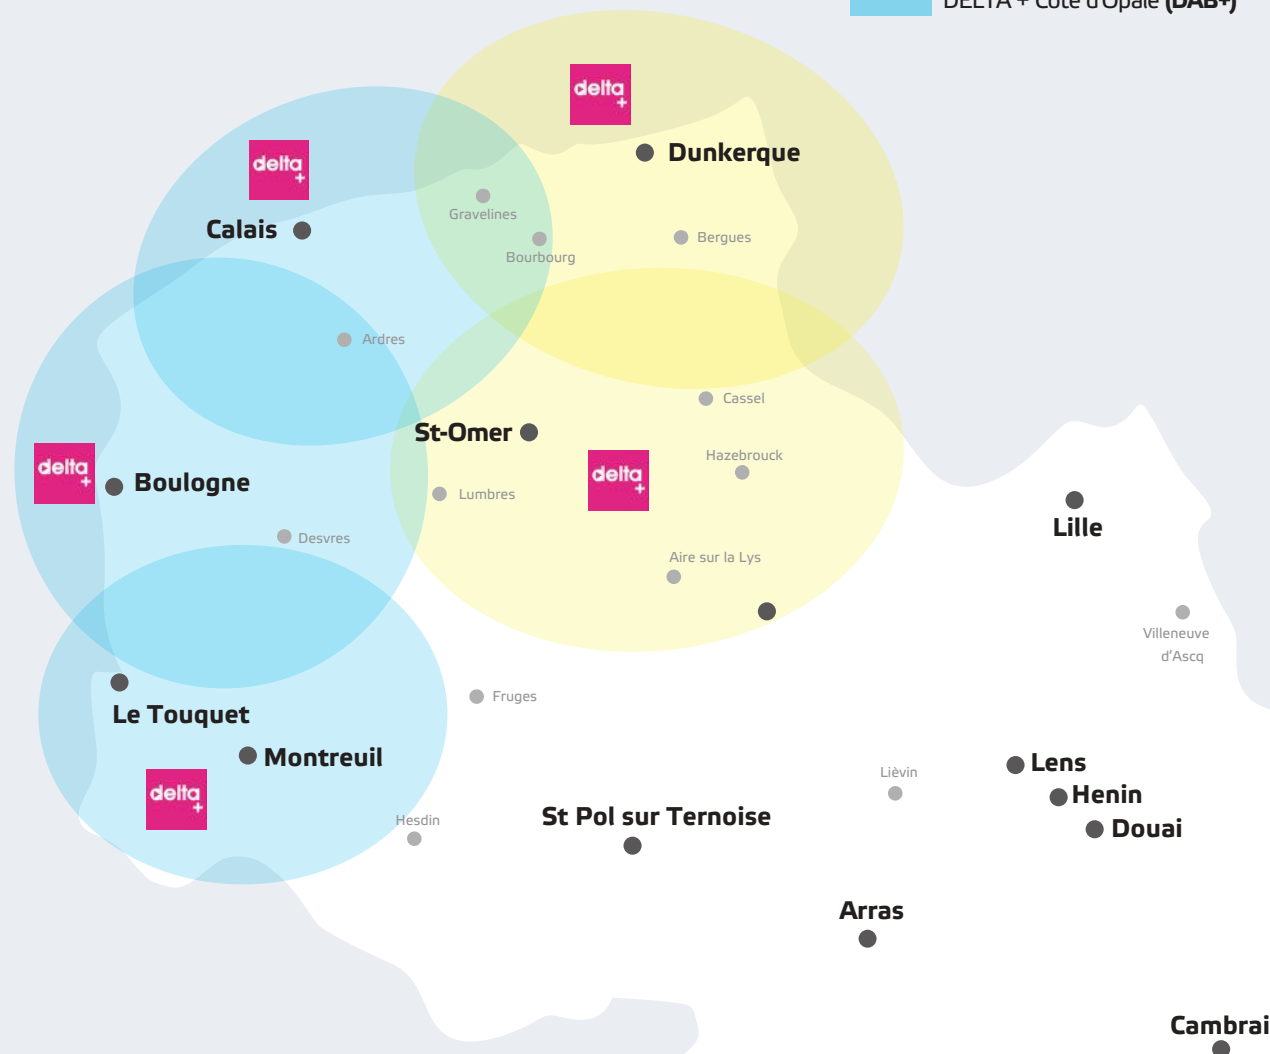 DELTA + Côte d'Opale (DAB+)
delta
+
Dunkerque
delta
+
Gravelines
Calais
Bergues
Bourbourg
Ardres
Cassel
St-Omer
Hazebrouck
delta
+
Boulogne
delta
+
Lumbres
Lille
Desvres
Aire sur la Lys
Villeneuve
d'Ascq
Fruges
Le Touquet
Montreuil
Lens
Lièvin
delta
+
Henin
St Pol sur Ternoise
Hesdin
Douai
Arras
Cambrai